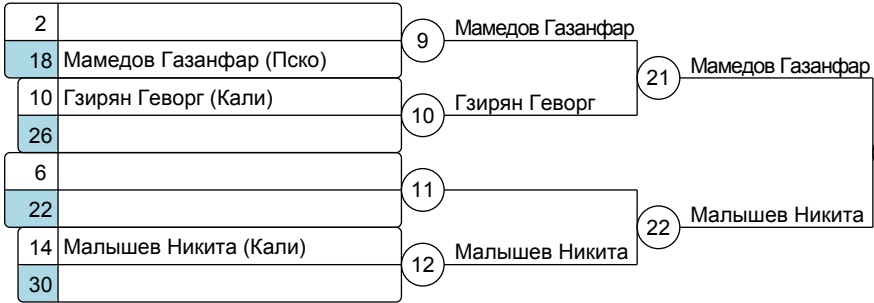 2
9
Мамедов Газанфар
18 Мамедов Газанфар (Пско)
21
Мамедов Газанфар
10 Гзирян Геворг (Кали)
10
Гзирян Геворг
26
6
11
22
22
Малышев Никита
14 Малышев Никита (Кали)
12
Малышев Никита
30